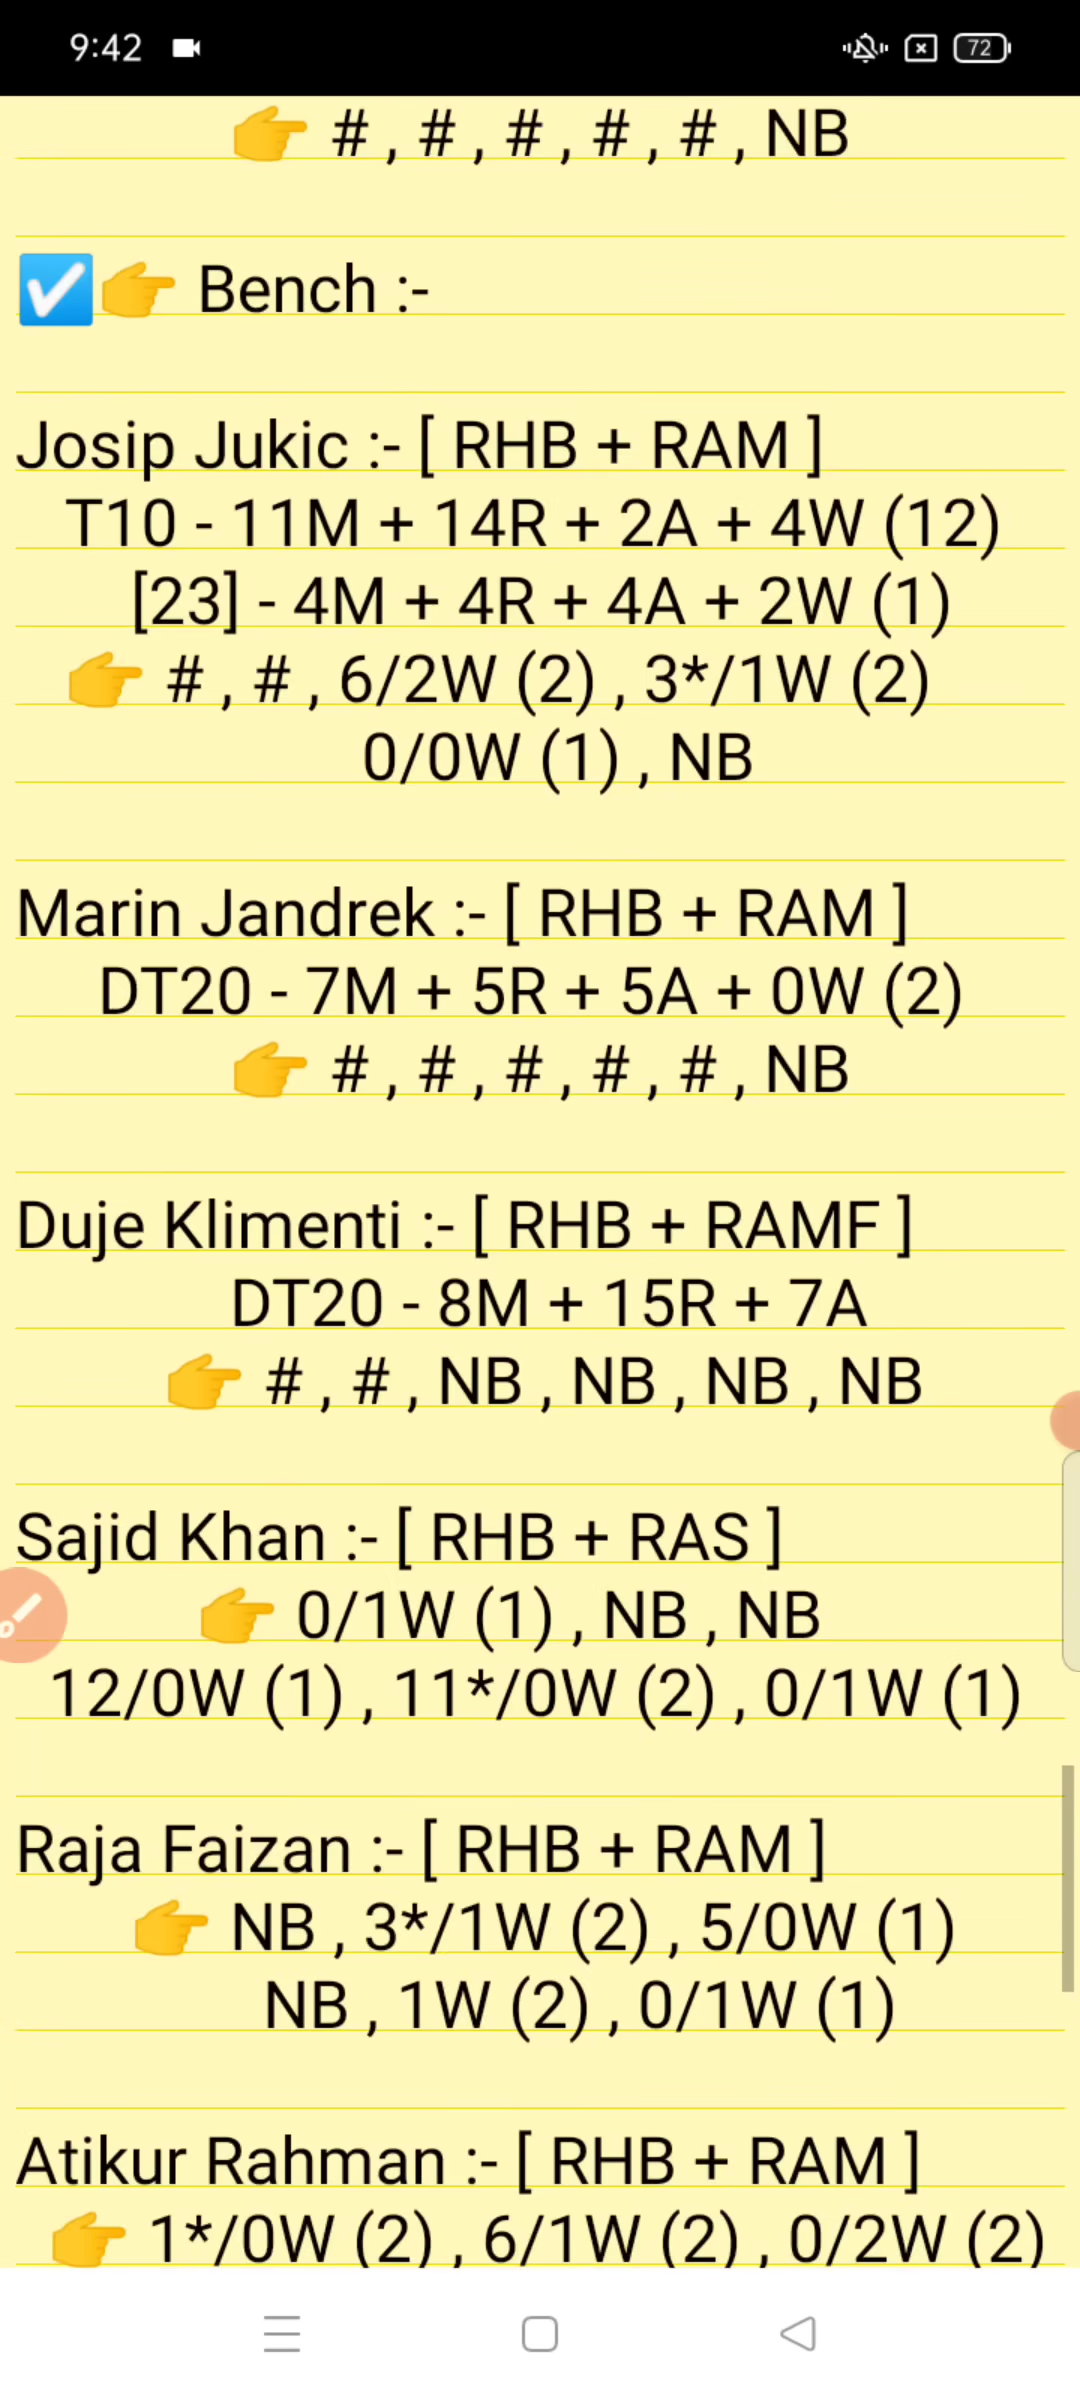 9:42
72
👉 # , # , # , # , # , NB
☑️👉 Bench :-
Josip Jukic :- [ RHB + RAM ]
T10 - 11M + 14R + 2A + 4W (12)
[23] - 4M + 4R + 4A + 2W (1)
👉 # , # , 6/2W (2) , 3*/1W (2)
0/0W (1) , NB
Marin Jandrek :- [ RHB + RAM ]
DT20 - 7M + 5R + 5A + 0W (2)
👉 # , # , # , # , # , NB
Duje Klimenti :- [ RHB + RAMF ]
DT20 - 8M + 15R + 7A
👉 # , # , NB , NB , NB , NB
Sajid Khan :- [ RHB + RAS ]
👉 0/1W (1) , NB , NB
12/0W (1) , 11*/0W (2) , 0/1W (1)
Raja Faizan :- [ RHB + RAM ]
👉 NB , 3*/1W (2) , 5/0W (1)
NB , 1W (2) , 0/1W (1)
Atikur Rahman :- [ RHB + RAM ]
👉 1*/0W (2) , 6/1W (2) , 0/2W (2)